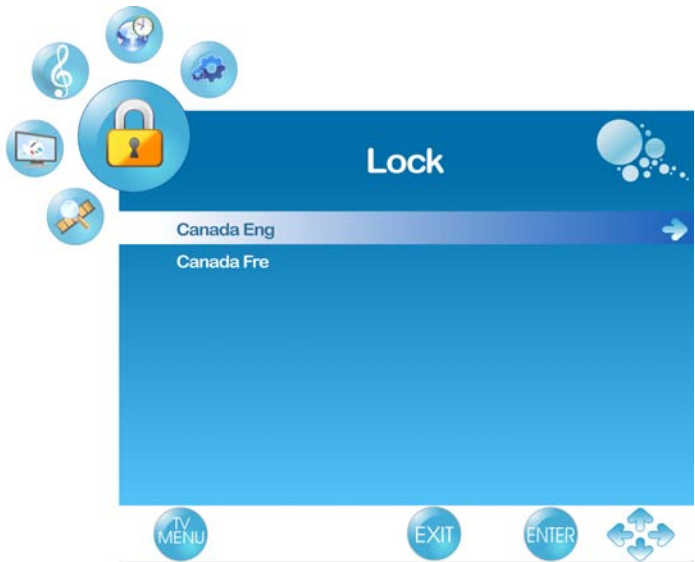 Lock
Canada Eng
Canada Fre
TV
MENU
EXIT
ENTER